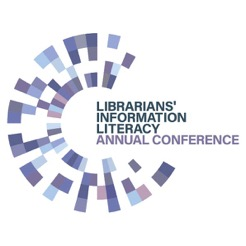 LIBRARIANS'
INFORMATION
LITERACY
ANNUAL CONFERENCE